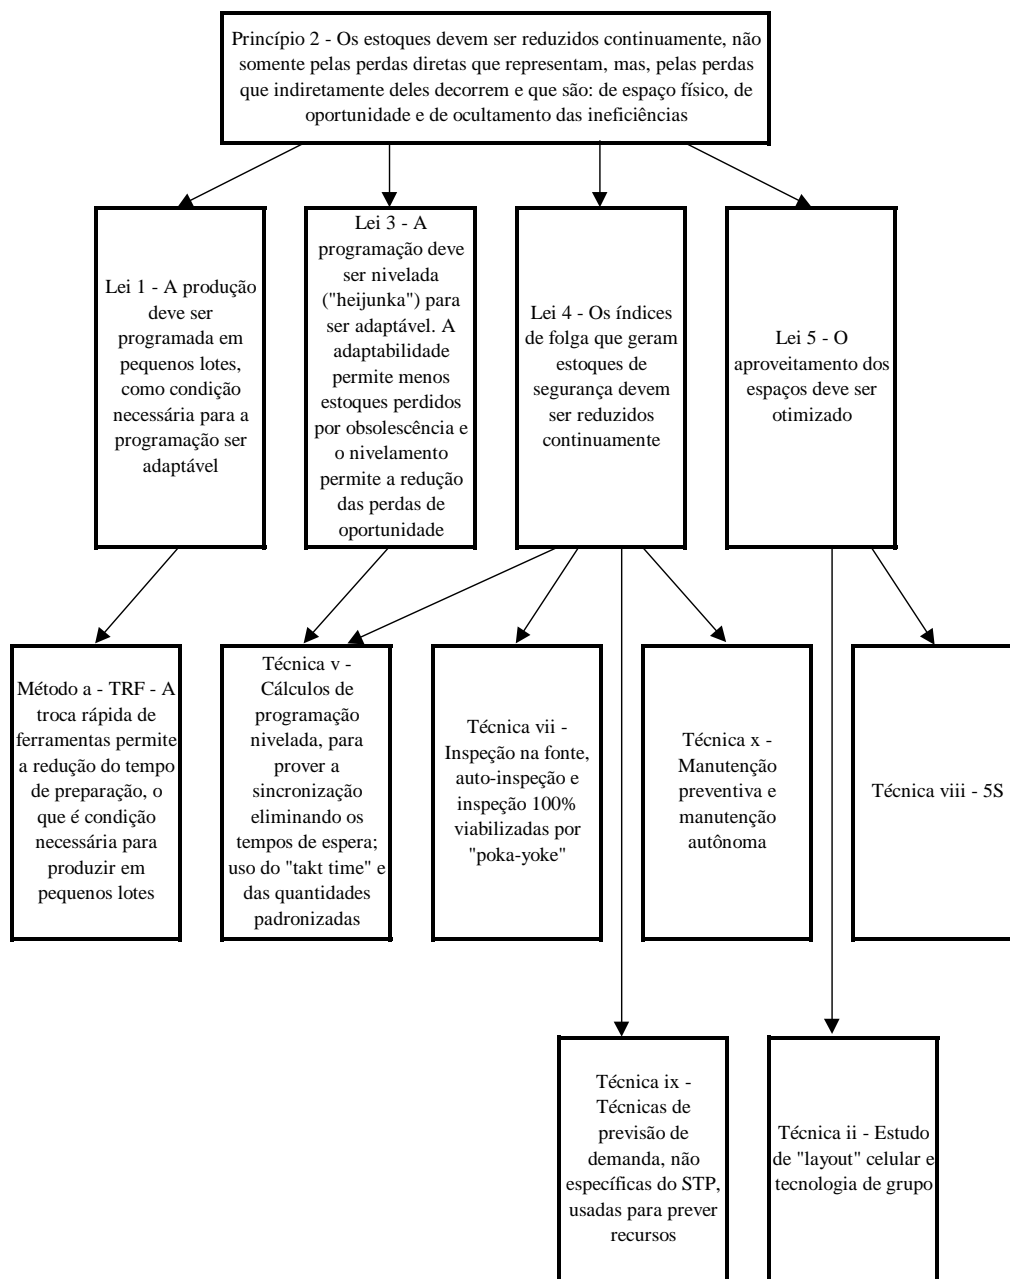 Princípio 2 - Os estoques devem ser reduzidos continuamente, não
somente pelas perdas diretas que representam, mas, pelas perdas
que indiretamente deles decorrem e que são: de espaço físico, de
oportunidade e de ocultamento das ineficiências
Lei 1 - A produção
deve ser
programada em
pequenos lotes,
como condição
necessária para a
programação ser
adaptável
Lei 3 - A
programação deve
ser nivelada
("heijunka") para
ser adaptável. A
adaptabilidade
permite menos
estoques perdidos
por obsolescência e
o nivelamento
permite a redução
das perdas de
oportunidade
Lei 4 - Os índices
de folga que geram
estoques de
segurança devem
ser reduzidos
continuamente
Lei 5 - O
aproveitamento dos
espaços deve ser
otimizado
Método a - TRF - A
troca rápida de
ferramentas permite
a redução do tempo
de preparação, o
que é condição
necessária para
produzir em
pequenos lotes
Técnica v -
Cálculos de
programação
nivelada, para
prover a
sincronização
eliminando os
tempos de espera;
uso do "takt time" e
das quantidades
padronizadas
Técnica vii -
Inspeção na fonte,
auto-inspeção e
inspeção 100%
viabilizadas por
"poka-yoke"
Técnica x -
Manutenção
preventiva e
manutenção
autônoma
Técnica viii - 5S
Técnica ix -
Técnicas de
previsão de
demanda, não
específicas do STP,
usadas para prever
recursos
Técnica ii - Estudo
de "layout" celular e
tecnologia de grupo